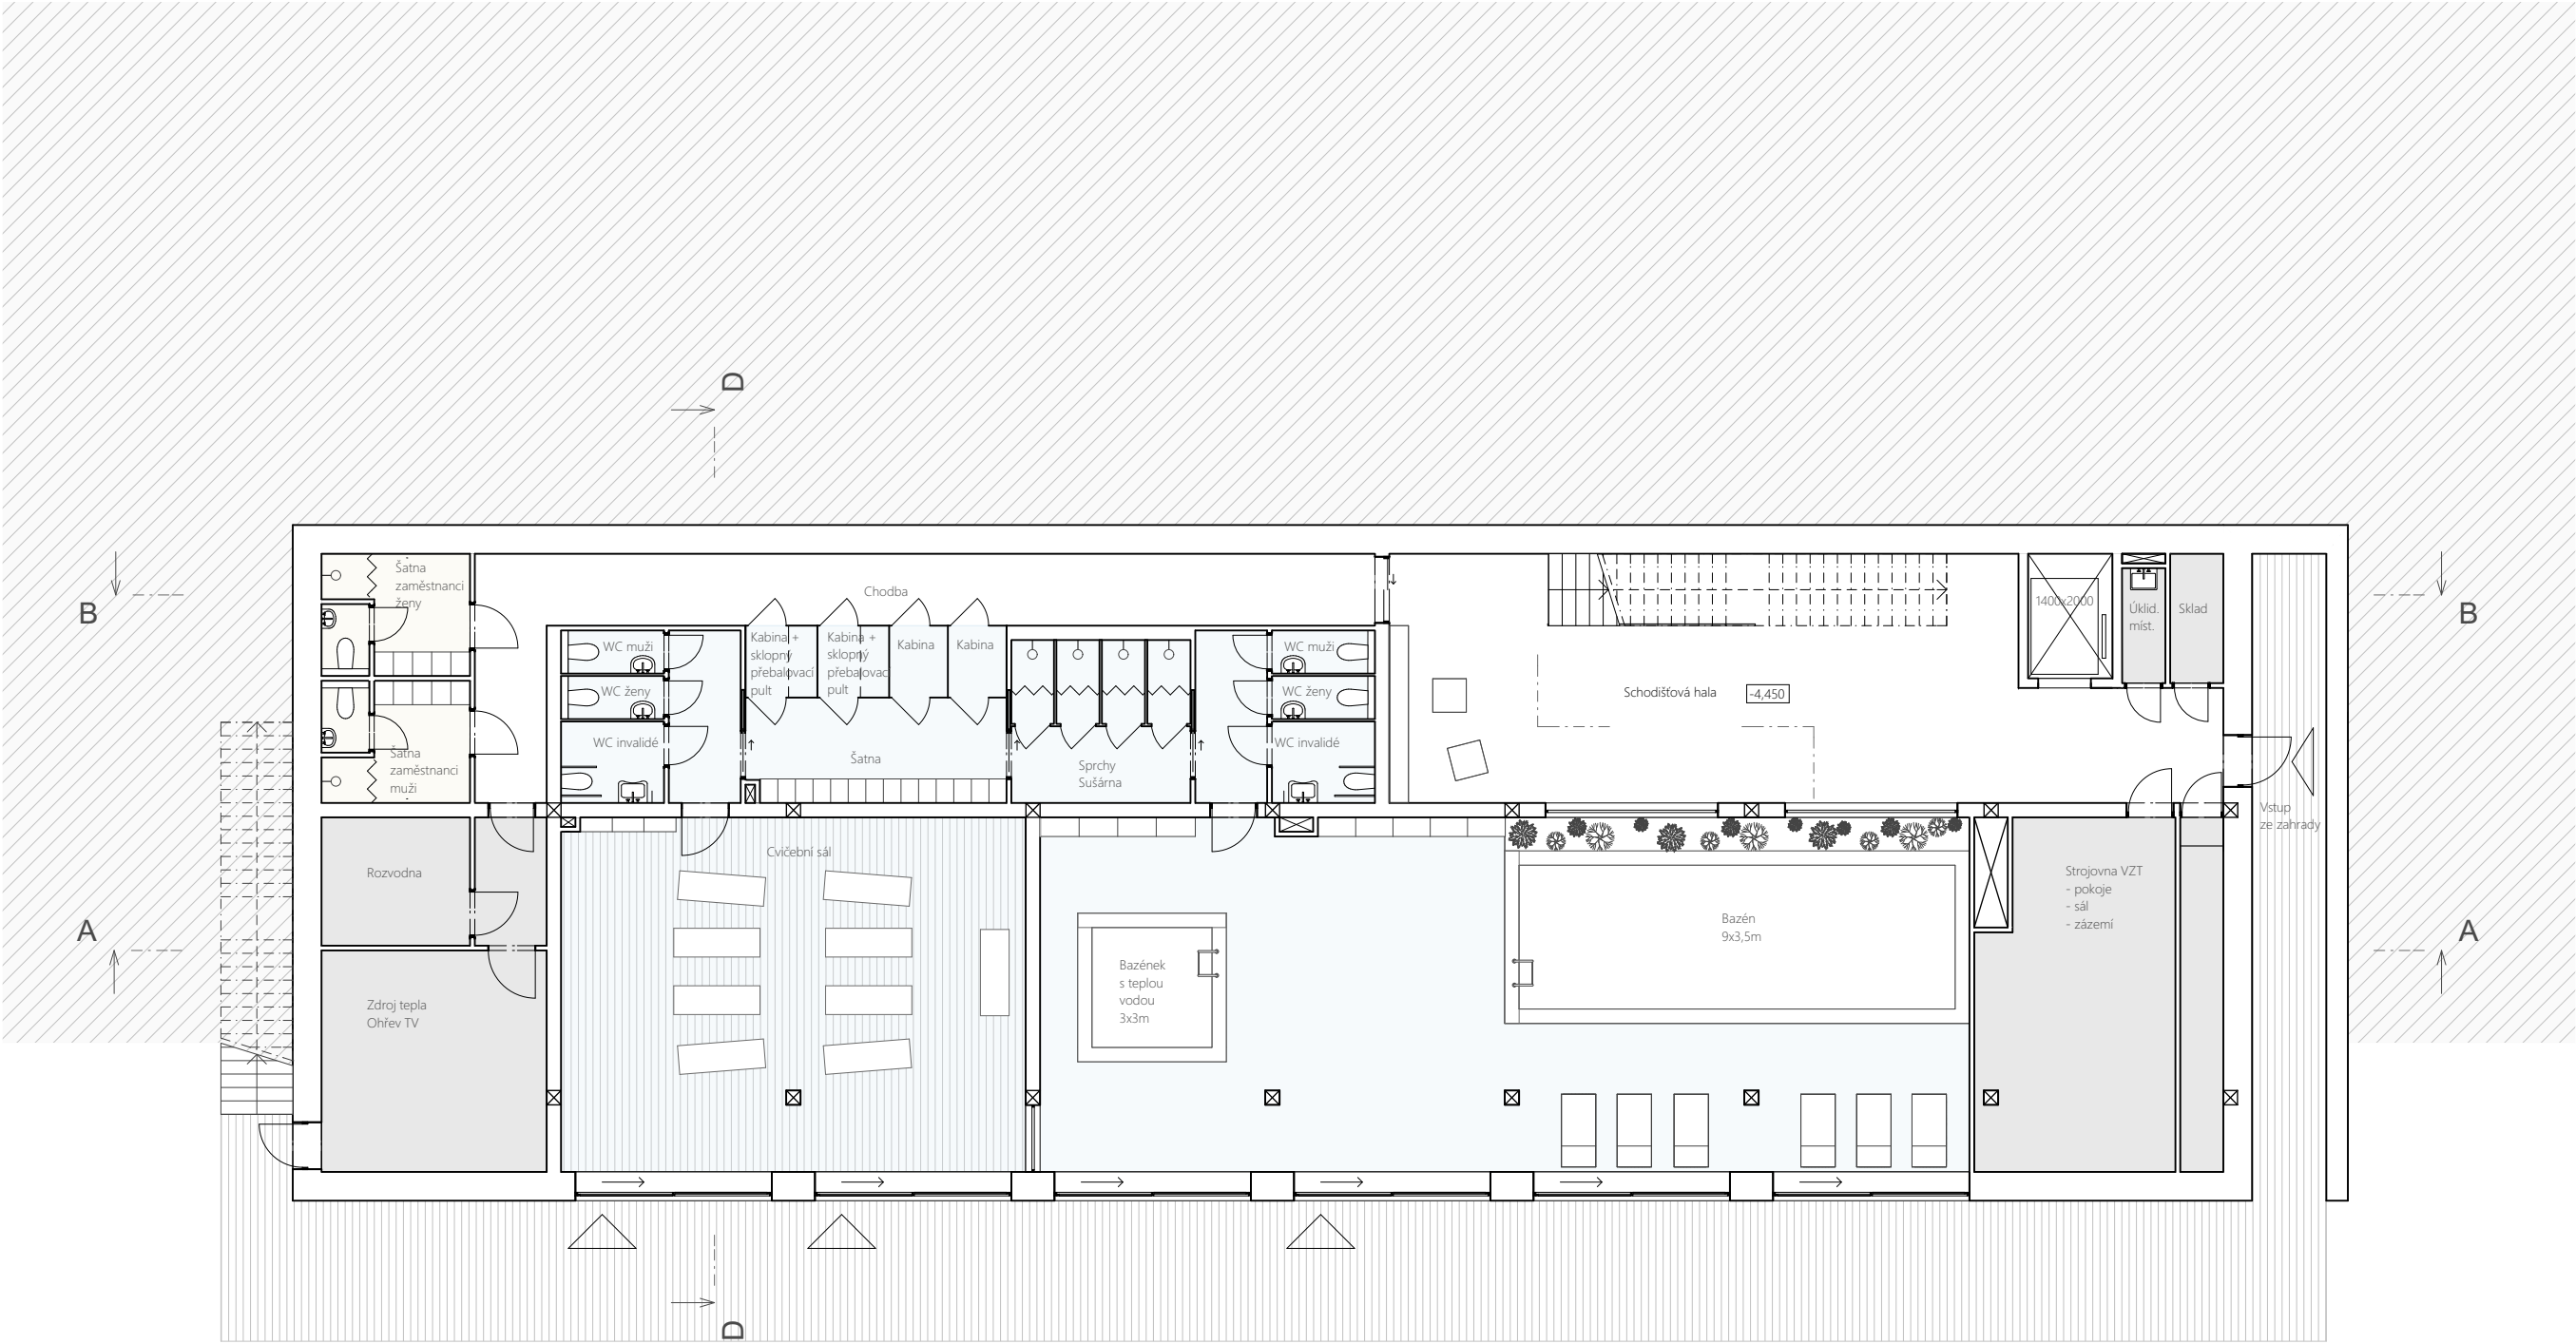 D
B
B
Šatna
zaměstnanci
ženy
Chodba
1400x2000
Úklid.
míst.
Sklad
WC muži
WC ženy
WC invalidé
Kabina +
sklopný
přebalovací
pult
Kabina +
sklopný
přebalovací
pult
Kabina
Kabina
WC muži
WC ženy
WC invalidé
Schodišťová hala
-4,450
Šatna
zaměstnanci
muži
Šatna
Sprchy
Sušárna
Vstup
ze zahrady
Rozvodna
Cvičební sál
Bazén
9x3,5m
Strojovna VZT
- pokoje
- sál
- zázemí
A
A
Bazének
s teplou
vodou
3x3m
Zdroj tepla
Ohřev TV
D